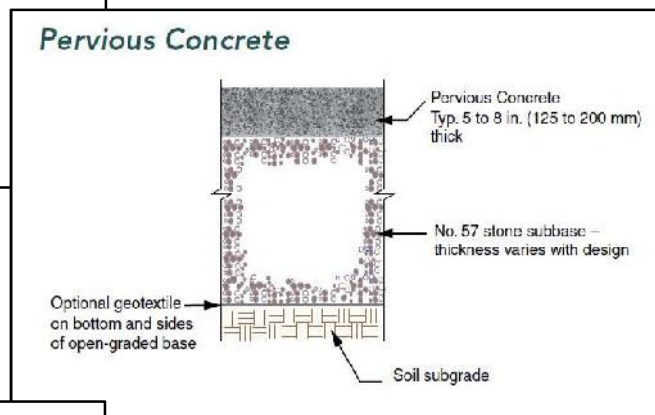 Pervious Concrete
Pervious Concrete
Typ. 5 to 8 in. (125 to 200 mm)
thick
No. 57 stone subbase –
thickness varies with design
Optional geotextile
on bottom and sides
of open-graded base
Soil subgrade